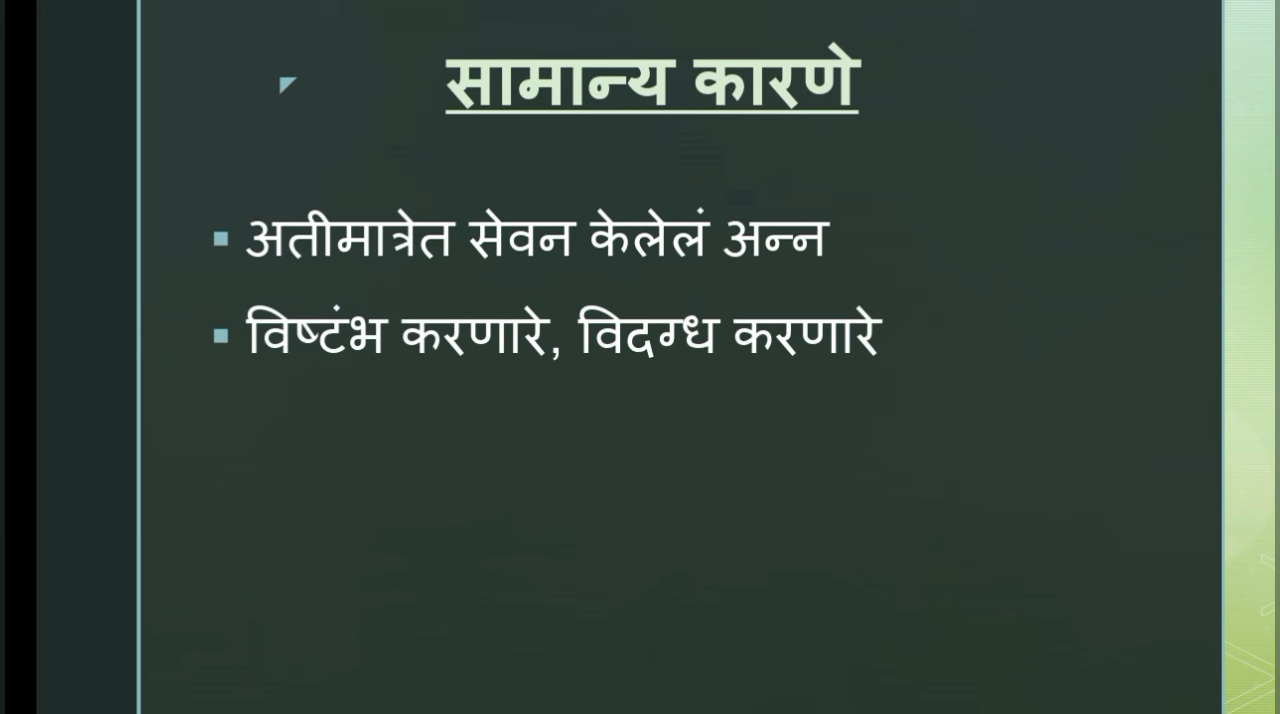 सामान्य कारणे
अतीमात्रेत सेवन केलेलं अन्न
विष्टंभ करणारे, विदग्ध करणारे